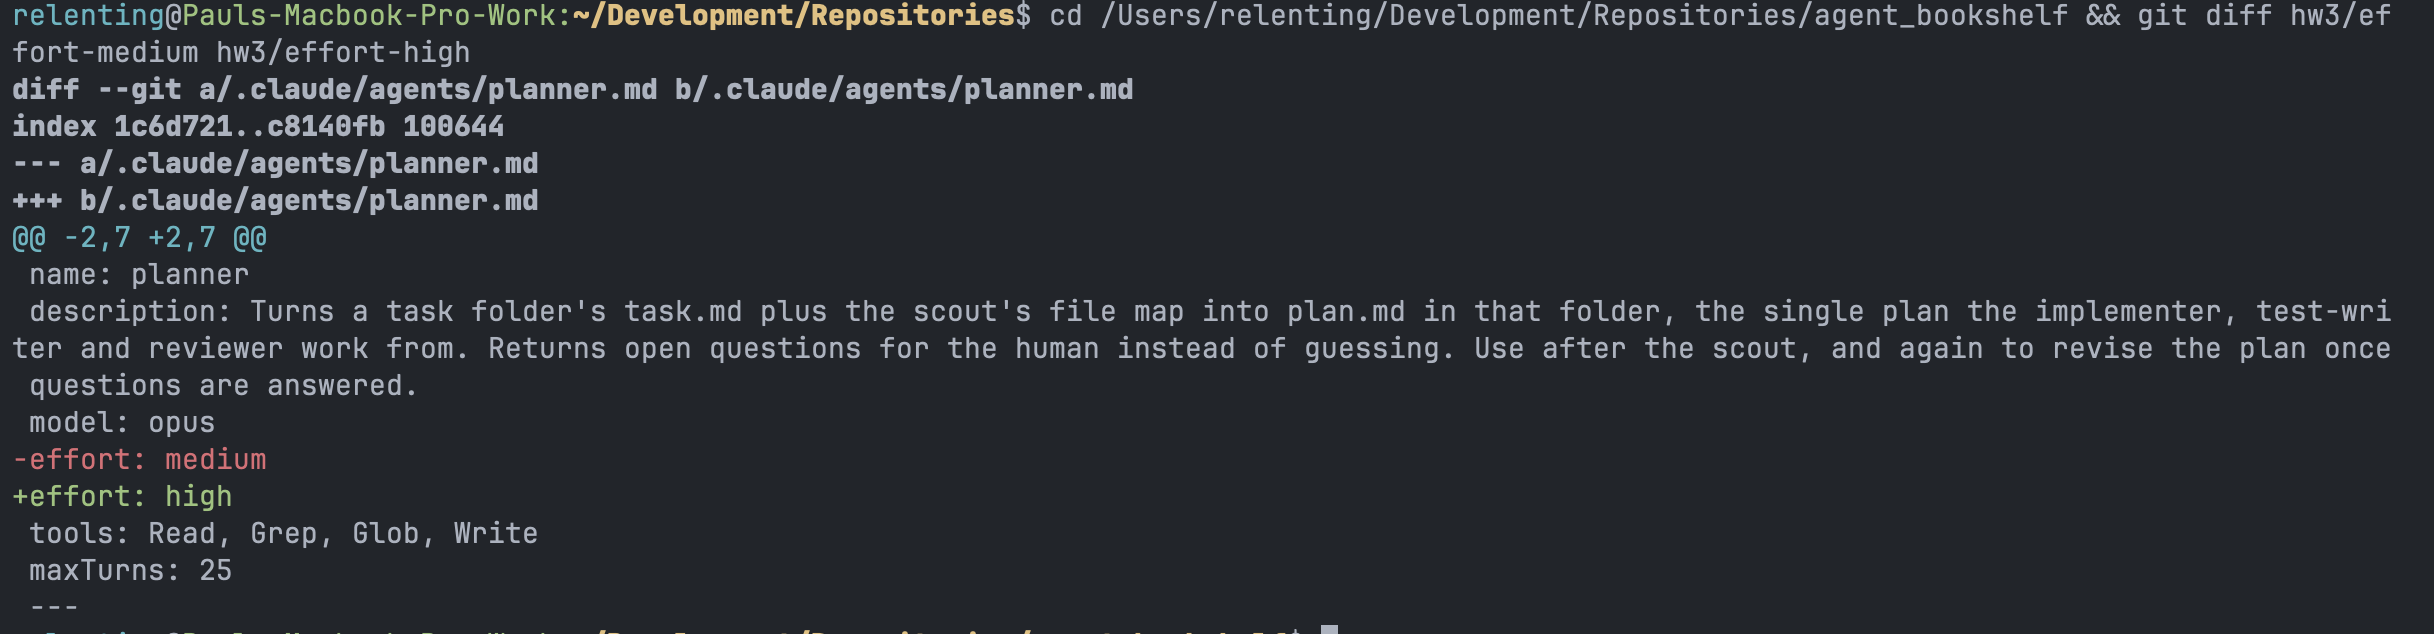 relenting@Pauls-Macbook-Pro-Work:~/Development/Repositories$ cd /Users/relenting/Development/Repositories/agent_bookshelf && git diff hw3/ef
fort-medium hw3/effort-high
diff --git a/.claude/agents/planner.md b/.claude/agents/planner.md
index 1c6d721..c8140fb 100644
--- a/.claude/agents/planner.md
+++ b/.claude/agents/planner.md
@@ -2,7 +2,7 @@
 name: planner
 description: Turns a task folder's task.md plus the scout's file map into plan.md in that folder, the single plan the implementer, test-wri
ter and reviewer work from. Returns open questions for the human instead of guessing. Use after the scout, and again to revise the plan once
 questions are answered.
 model: opus
-effort: medium
+effort: high
 tools: Read, Grep, Glob, Write
 maxTurns: 25
 ---